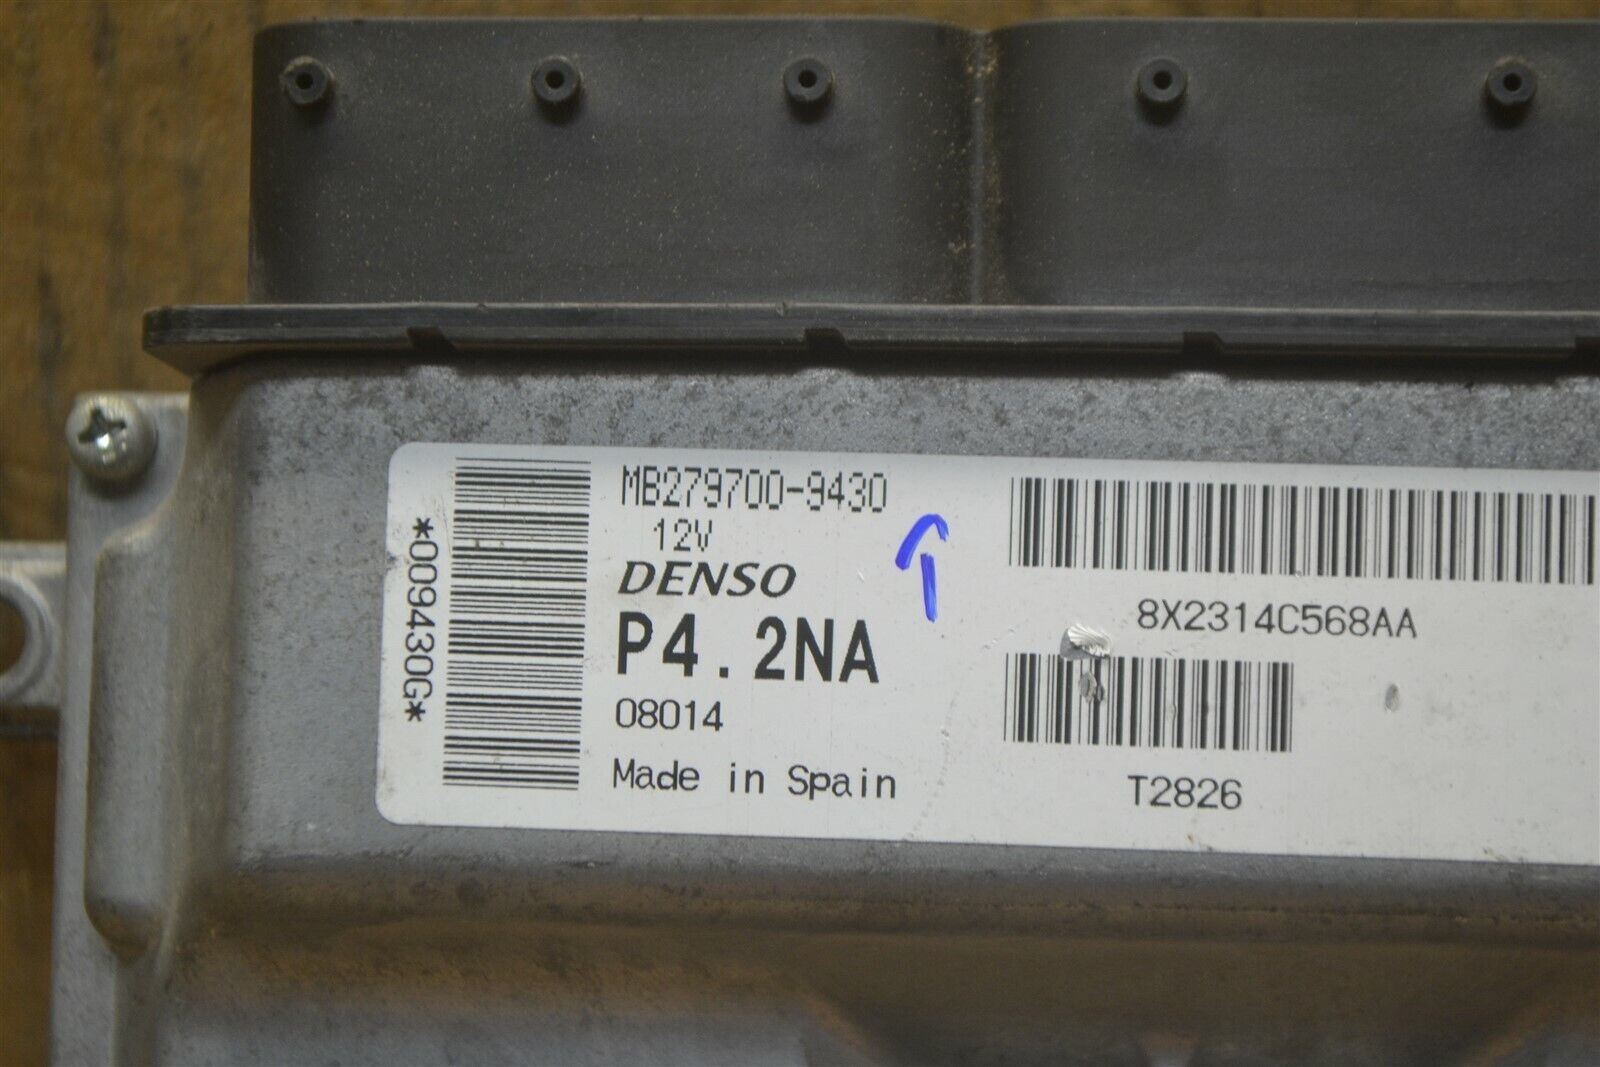 *009430G*
MB279700-9430
12V
DENSO
P4.2NA
08014
Made in Spain
8X2314C568AA
T2826